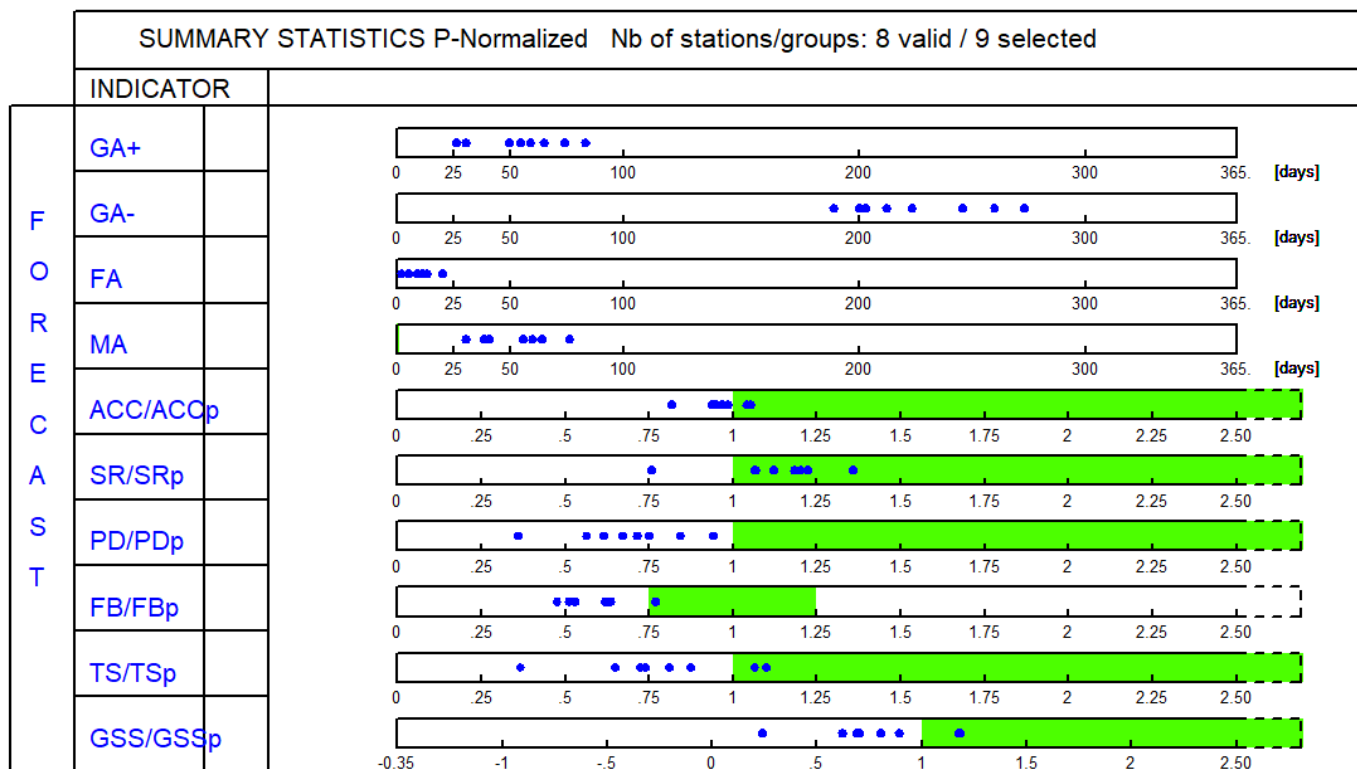 SUMMARY STATISTICS P-Normalized Nb of stations/groups: 8 valid / 9 selected
INDICATOR
FORECAST
GA+
0 25 50 100 200 300 365. [days]
GA-
0 25 50 100 200 300 365. [days]
FA
0 25 50 100 200 300 365. [days]
MA
0 25 50 100 200 300 365. [days]
ACC/ACCp
0 .25 .5 .75 1 1.25 1.5 1.75 2 2.25 2.50
SR/SRp
0 .25 .5 .75 1 1.25 1.5 1.75 2 2.25 2.50
PD/PDp
0 .25 .5 .75 1 1.25 1.5 1.75 2 2.25 2.50
FB/FBp
0 .25 .5 .75 1 1.25 1.5 1.75 2 2.25 2.50
TS/TSp
0 .25 .5 .75 1 1.25 1.5 1.75 2 2.25 2.50
GSS/GSSp
-0.35 -1 -.5 0 .5 1 1.5 2 2.50